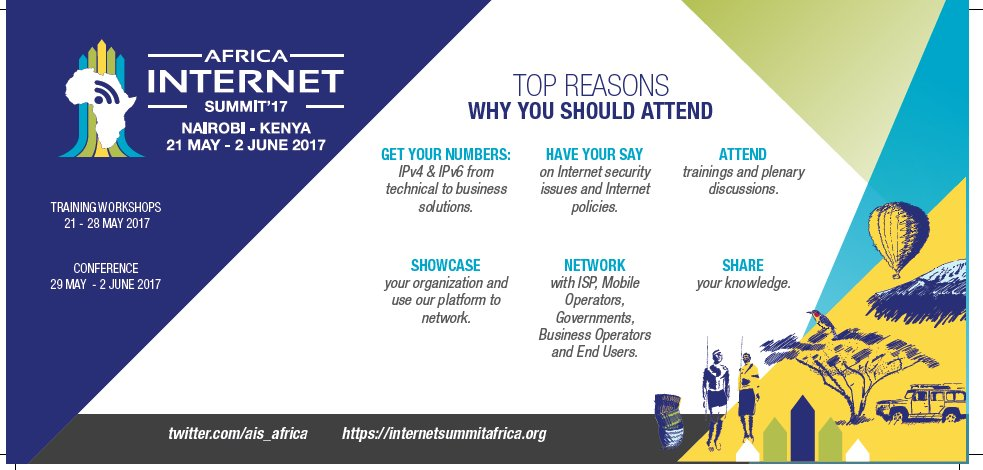 AFRICA
INTERNET
SUMMIT'17
NAIROBI - KENYA
21 MAY - 2 JUNE 2017
TRAINING WORKSHOPS
21 - 28 MAY 2017
CONFERENCE
29 MAY - 2 JUNE 2017
TOP REASONS
WHY YOU SHOULD ATTEND
GET YOUR NUMBERS:
IPv4 & IPv6 from
technical to business
solutions.
HAVE YOUR SAY
on Internet security
issues and Internet
policies.
ATTEND
trainings and plenary
discussions.
SHOWCASE
your organization and
use our platform to
network.
NETWORK
with ISP, Mobile
Operators,
Governments,
Business Operators
and End Users.
SHARE
your knowledge.
twitter.com/ais_africa
https://internetsummitafrica.org